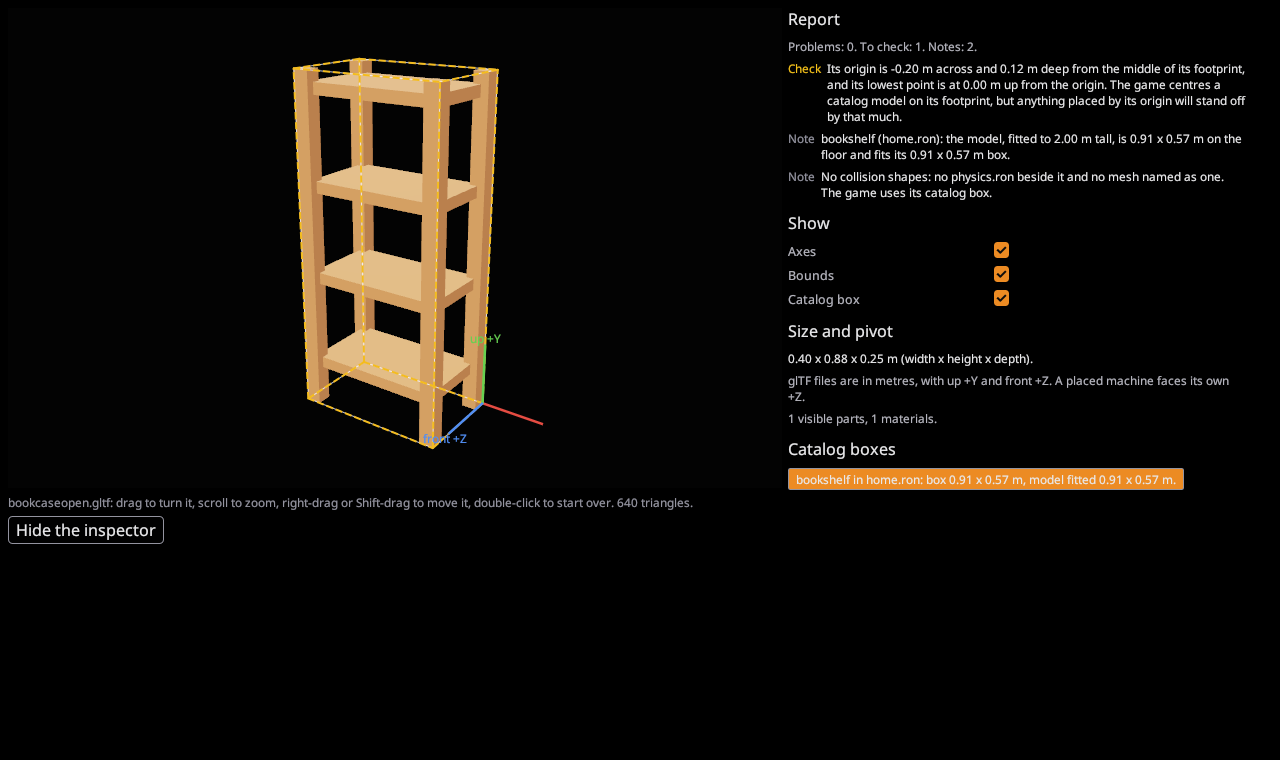 Report
Problems: 0. To check: 1. Notes: 2.
Check Its origin is -0.20 m across and 0.12 m deep from the middle of its footprint,
and its lowest point is at 0.00 m up from the origin. The game centres a
catalog model on its footprint, but anything placed by its origin will stand off
by that much.
Note bookshelf (home.ron): the model, fitted to 2.00 m tall, is 0.91 x 0.57 m on the
floor and fits its 0.91 x 0.57 m box.
Note No collision shapes: no physics.ron beside it and no mesh named as one.
The game uses its catalog box.
Show
Axes
Bounds
Catalog box
Size and pivot
0.40 x 0.88 x 0.25 m (width x height x depth).
glTF files are in metres, with up +Y and front +Z. A placed machine faces its own
+Z.
1 visible parts, 1 materials.
Catalog boxes
bookshelf in home.ron: box 0.91 x 0.57 m, model fitted 0.91 x 0.57 m.
up +Y
front +Z
bookcaseopen.gltf: drag to turn it, scroll to zoom, right-drag or Shift-drag to move it, double-click to start over. 640 triangles.
Hide the inspector